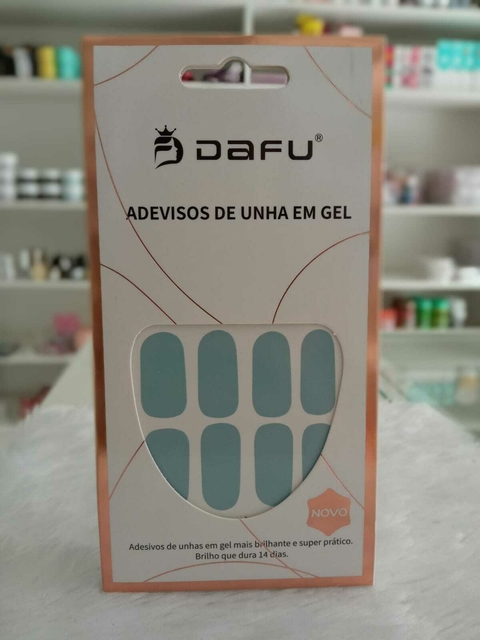 DAFU®
ADEVISOS DE UNHA EM GEL
NOVO
Adesivos de unhas em gel mais brilhante e super prático.
Brilho que dura 14 dias.